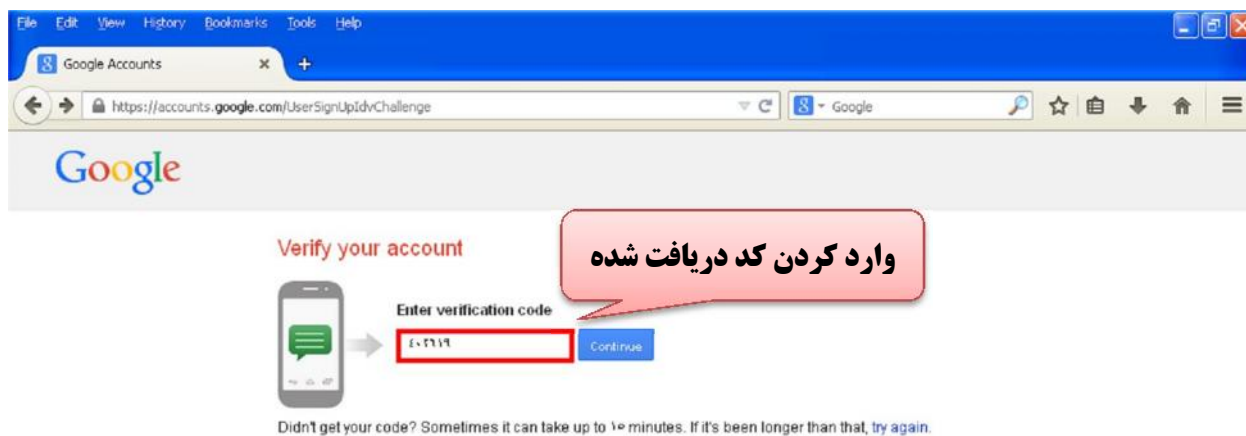 File Edit View History Bookmarks Tools Help
Google Accounts
https://accounts.google.com/UserSignUpIdvChallenge
Google
Google
Verify your account
وارد کردن کد دریافت شده
Enter verification code
Continue
Didn't get your code? Sometimes it can take up to ۱۵ minutes. If it's been longer than that, try again.